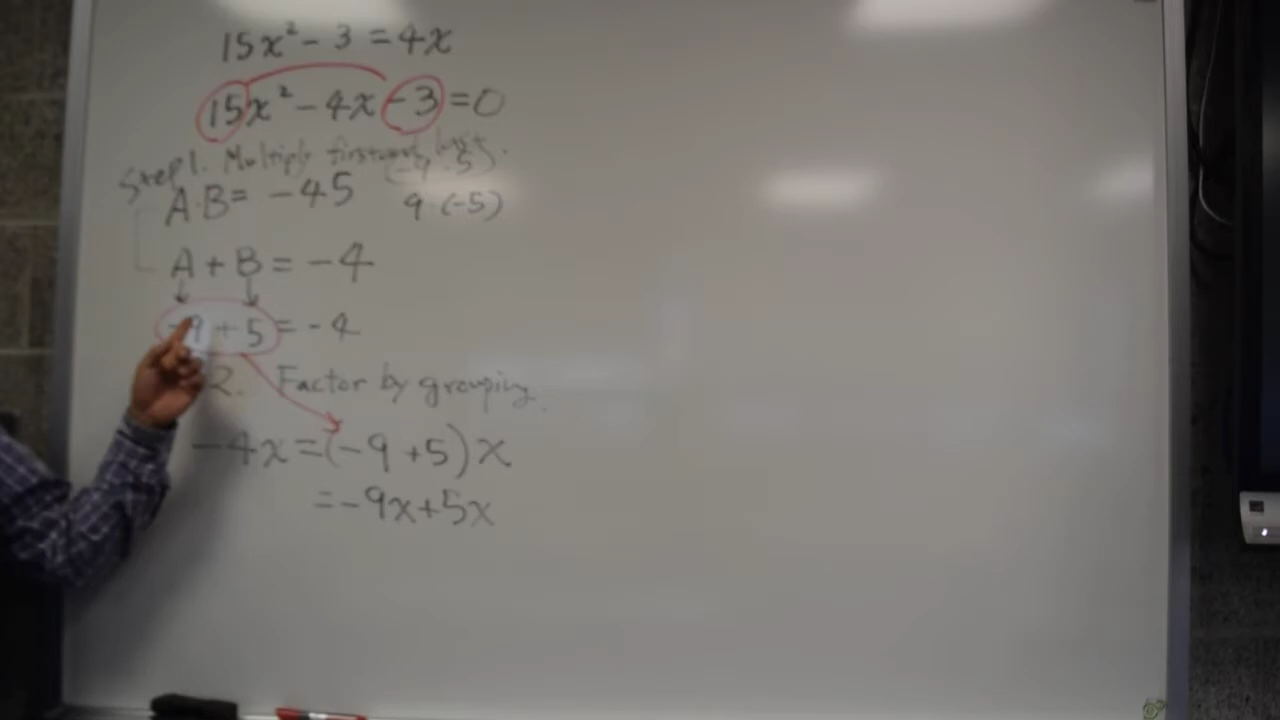 15x² - 3 = 4x
15x² - 4x - 3 = 0
Step 1. Multiply first and last.
A·B = -45 (-9·5)
9 (-5)
A + B = -4
-9 + 5 = -4
2. Factor by grouping.
-4x = (-9 + 5)x
= -9x + 5x